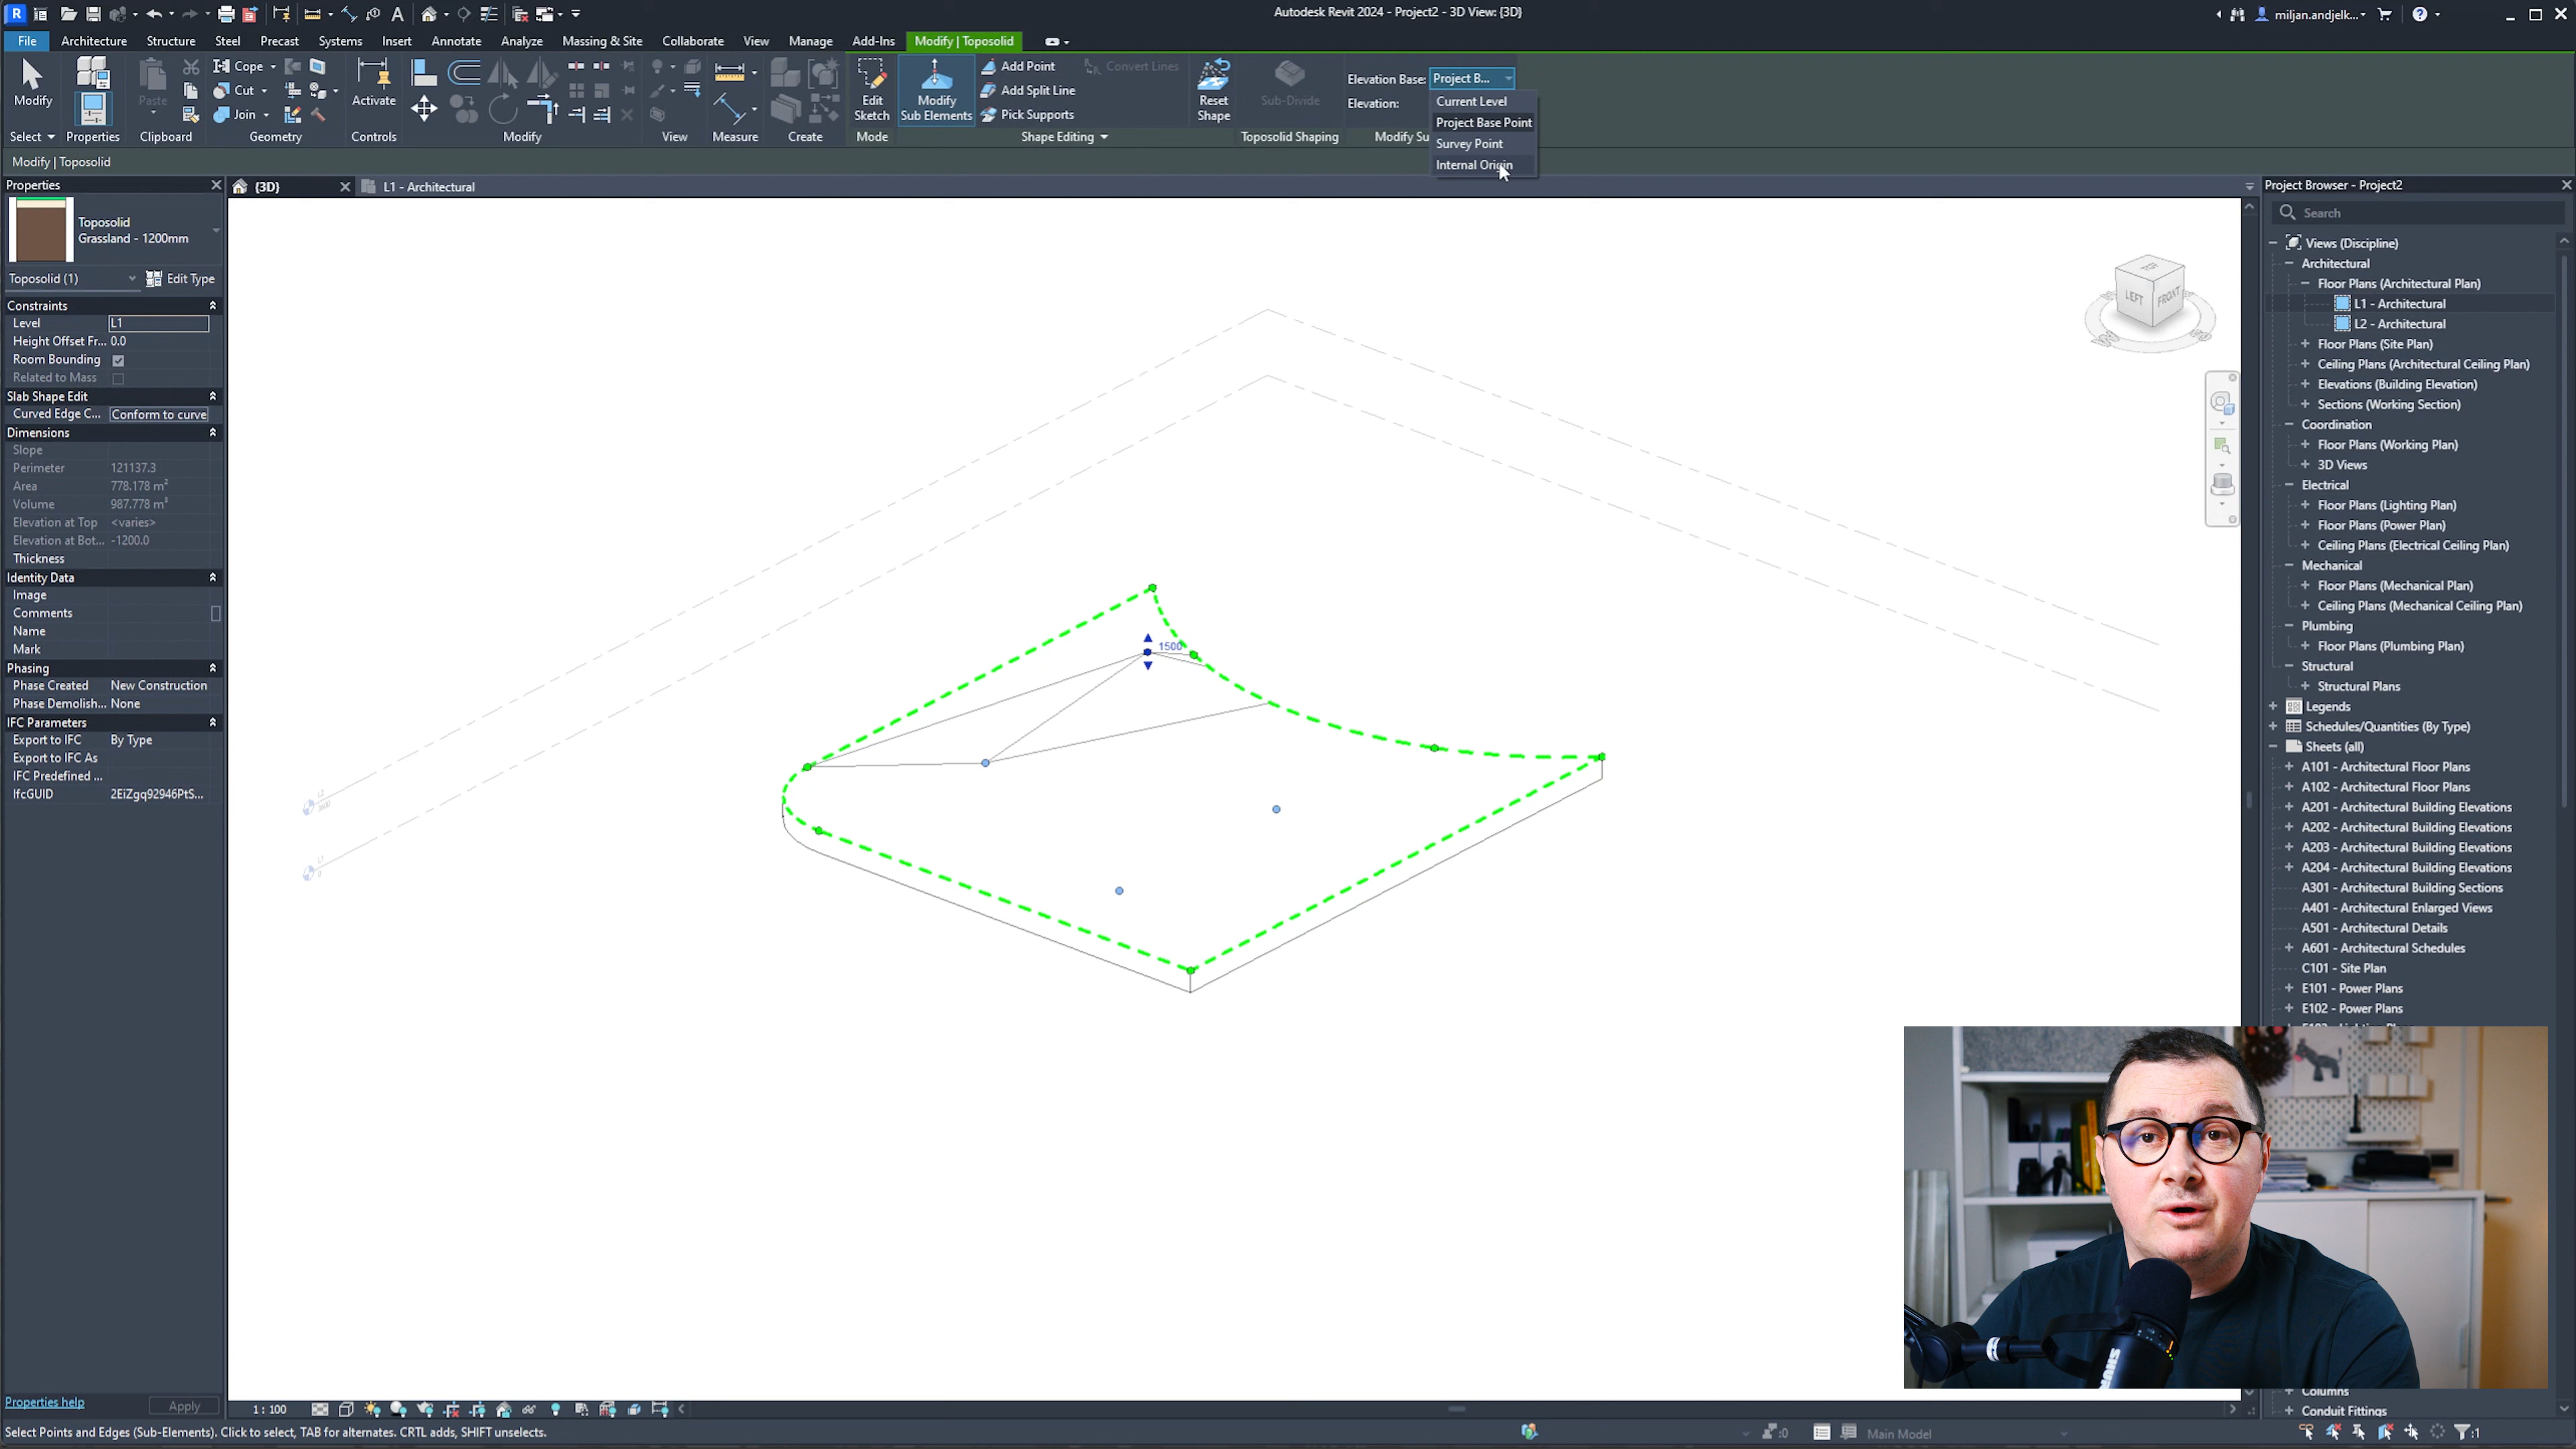 Autodesk Revit 2024 - Project2 - 3D View: {3D}
miljan.andjelk...
File Architecture Structure Steel Precast Systems Insert Annotate Analyze Massing & Site Collaborate View Manage Add-Ins Modify | Toposolid
Modify
Select
Properties
Paste
Clipboard
Cope
Cut
Join
Geometry
Activate
Controls
Modify
View
Measure
Create
Edit
Sketch
Mode
Modify
Sub Elements
Add Point
Add Split Line
Pick Supports
Convert Lines
Shape Editing
Reset
Shape
Sub-Divide
Toposolid Shaping
Elevation Base: Project B...
Elevation:
Modify Su
Current Level
Project Base Point
Survey Point
Internal Origin
Modify | Toposolid
Properties
{3D}
L1 - Architectural
Toposolid
Grassland - 1200mm
Toposolid (1)
Edit Type
Constraints
Level L1
Height Offset Fr... 0.0
Room Bounding
Related to Mass
Slab Shape Edit
Curved Edge C... Conform to curve
Dimensions
Slope
Perimeter 121137.3
Area 778.178 m²
Volume 987.778 m³
Elevation at Top <varies>
Elevation at Bot... -1200.0
Thickness
Identity Data
Image
Comments
Name
Mark
Phasing
Phase Created New Construction
Phase Demolish... None
IFC Parameters
Export to IFC By Type
Export to IFC As
IFC Predefined ...
IfcGUID 2EiZgq92946PtS...
Properties help
Apply
1500
TOP
LEFT
FRONT
L2
3600
L1
0
Project Browser - Project2
Search
Views (Discipline)
Architectural
Floor Plans (Architectural Plan)
L1 - Architectural
L2 - Architectural
Floor Plans (Site Plan)
Ceiling Plans (Architectural Ceiling Plan)
Elevations (Building Elevation)
Sections (Working Section)
Coordination
Floor Plans (Working Plan)
3D Views
Electrical
Floor Plans (Lighting Plan)
Floor Plans (Power Plan)
Ceiling Plans (Electrical Ceiling Plan)
Mechanical
Floor Plans (Mechanical Plan)
Ceiling Plans (Mechanical Ceiling Plan)
Plumbing
Floor Plans (Plumbing Plan)
Structural
Structural Plans
Legends
Schedules/Quantities (By Type)
Sheets (all)
A101 - Architectural Floor Plans
A102 - Architectural Floor Plans
A201 - Architectural Building Elevations
A202 - Architectural Building Elevations
A203 - Architectural Building Elevations
A204 - Architectural Building Elevations
A301 - Architectural Building Sections
A401 - Architectural Enlarged Views
A501 - Architectural Details
A601 - Architectural Schedules
C101 - Site Plan
E101 - Power Plans
E102 - Power Plans
Columns
Conduit Fittings
SHURE
1 : 100
Select Points and Edges (Sub-Elements). Click to select, TAB for alternates. CRTL adds, SHIFT unselects.
:0
Main Model
:1